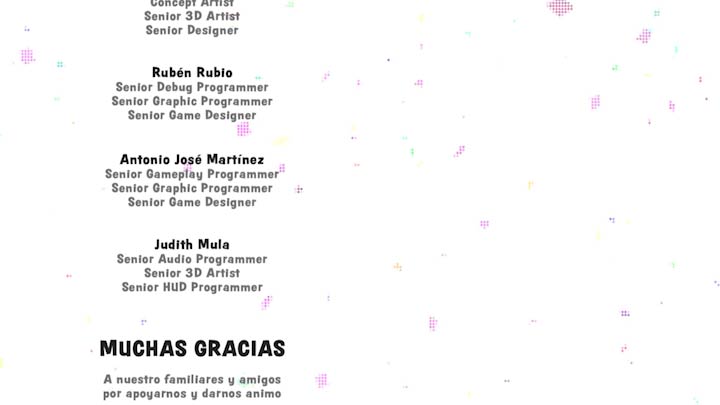 Concept Artist
Senior 3D Artist
Senior Designer
Rubén Rubio
Senior Debug Programmer
Senior Graphic Programmer
Senior Game Designer
Antonio José Martínez
Senior Gameplay Programmer
Senior Graphic Programmer
Senior Game Designer
Judith Mula
Senior Audio Programmer
Senior 3D Artist
Senior HUD Programmer
MUCHAS GRACIAS
A nuestro familiares y amigos
por apoyarnos y darnos animo